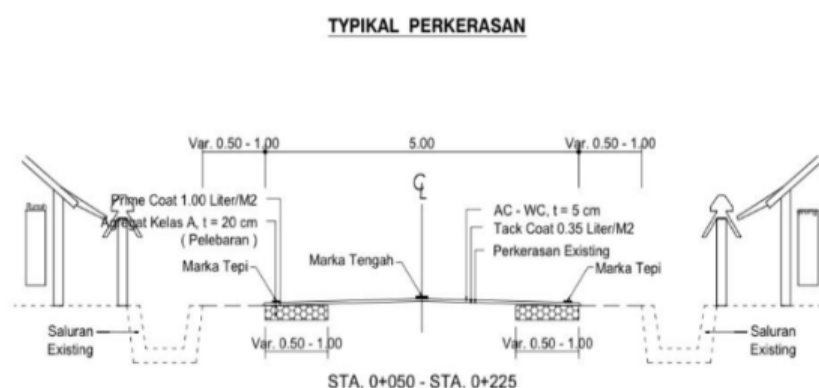 TYPIKAL PERKERASAN
Var. 0.50 - 1.00
5.00
Var. 0.50 - 1.00
CL
Prime Coat 1.00 Liter/M2
Agregat Kelas A, t = 20 cm
( Pelebaran )
Marka Tepi
Marka Tengah
AC - WC, t = 5 cm
Tack Coat 0.35 Liter/M2
Perkerasan Existing
Marka Tepi
Saluran
Existing
Var. 0.50 - 1.00
Var. 0.50 - 1.00
Saluran
Existing
STA. 0+050 - STA. 0+225